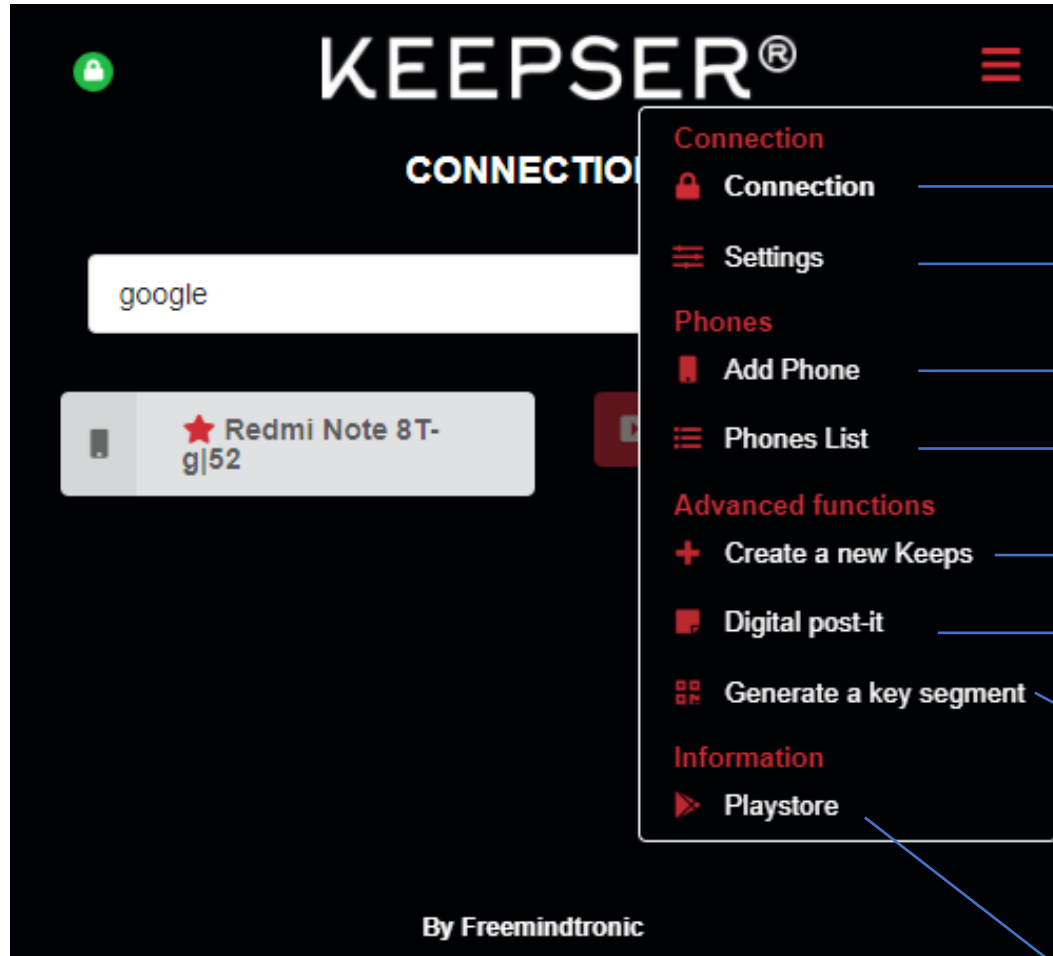 KEEPSER®
CONNECTIO
google
Redmi Note 8T-
g|52
Connection
Connection
Settings
Phones
Add Phone
Phones List
Advanced functions
Create a new Keeps
Digital post-it
Generate a key segment
Information
Playstore
By Freemindtronic